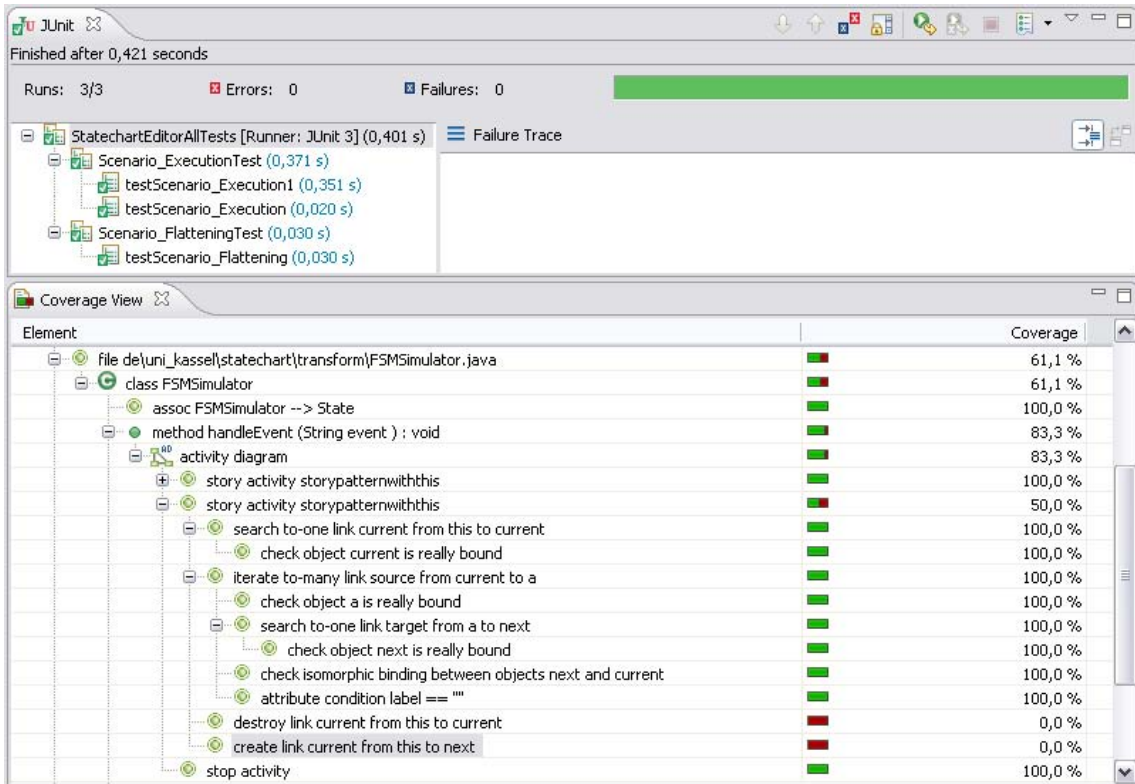 JUnit
Finished after 0,421 seconds
Runs: 3/3 Errors: 0 Failures: 0
StatechartEditorAllTests [Runner: JUnit 3] (0,401 s)
Failure Trace
Scenario_ExecutionTest (0,371 s)
testScenario_Execution1 (0,351 s)
testScenario_Execution (0,020 s)
Scenario_FlatteningTest (0,030 s)
testScenario_Flattening (0,030 s)
Coverage View
Element Coverage
file de\uni_kassel\statechart\transform\FSMSimulator.java 61,1 %
class FSMSimulator 61,1 %
assoc FSMSimulator --> State 100,0 %
method handleEvent (String event ) : void 83,3 %
activity diagram 83,3 %
story activity storypatternwiththis 100,0 %
story activity storypatternwiththis 50,0 %
search to-one link current from this to current 100,0 %
check object current is really bound 100,0 %
iterate to-many link source from current to a 100,0 %
check object a is really bound 100,0 %
search to-one link target from a to next 100,0 %
check object next is really bound 100,0 %
check isomorphic binding between objects next and current 100,0 %
attribute condition label == "" 100,0 %
destroy link current from this to current 0,0 %
create link current from this to next 0,0 %
stop activity 100,0 %